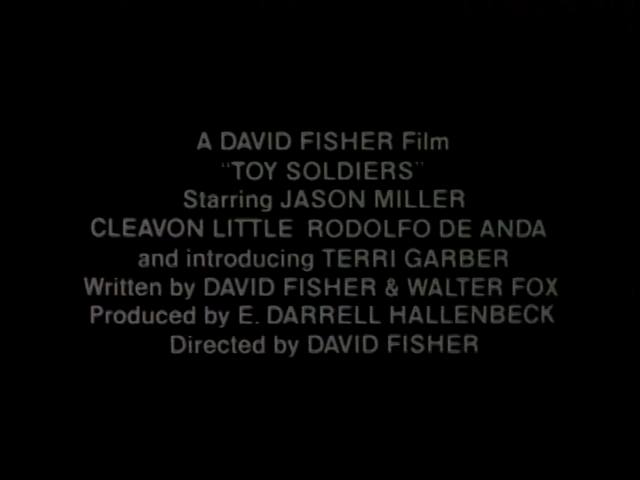 A DAVID FISHER Film
"TOY SOLDIERS"
Starring JASON MILLER
CLEAVON LITTLE RODOLFO DE ANDA
and introducing TERRI GARBER
Written by DAVID FISHER & WALTER FOX
Produced by E. DARRELL HALLENBECK
Directed by DAVID FISHER